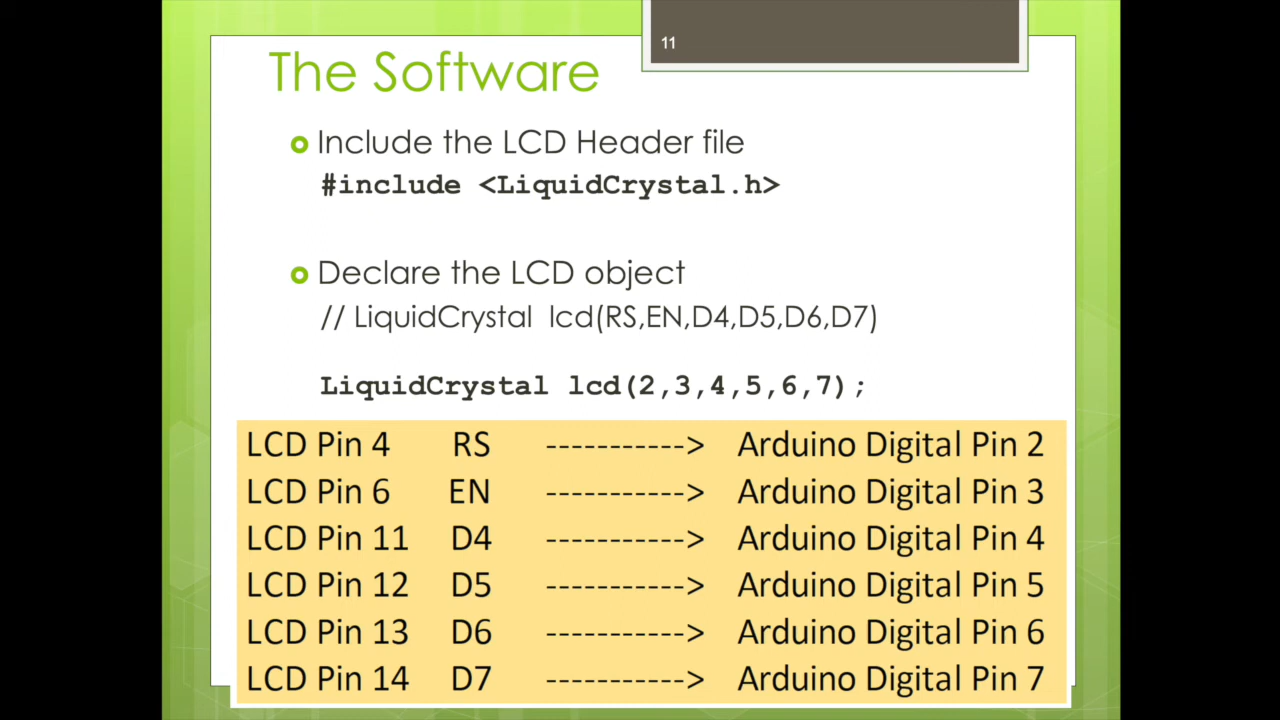 11
The Software
Include the LCD Header file
#include <LiquidCrystal.h>
Declare the LCD object
// LiquidCrystal lcd(RS,EN,D4,D5,D6,D7)
LiquidCrystal lcd(2,3,4,5,6,7);
LCD Pin 4 RS -----------> Arduino Digital Pin 2
LCD Pin 6 EN -----------> Arduino Digital Pin 3
LCD Pin 11 D4 -----------> Arduino Digital Pin 4
LCD Pin 12 D5 -----------> Arduino Digital Pin 5
LCD Pin 13 D6 -----------> Arduino Digital Pin 6
LCD Pin 14 D7 -----------> Arduino Digital Pin 7